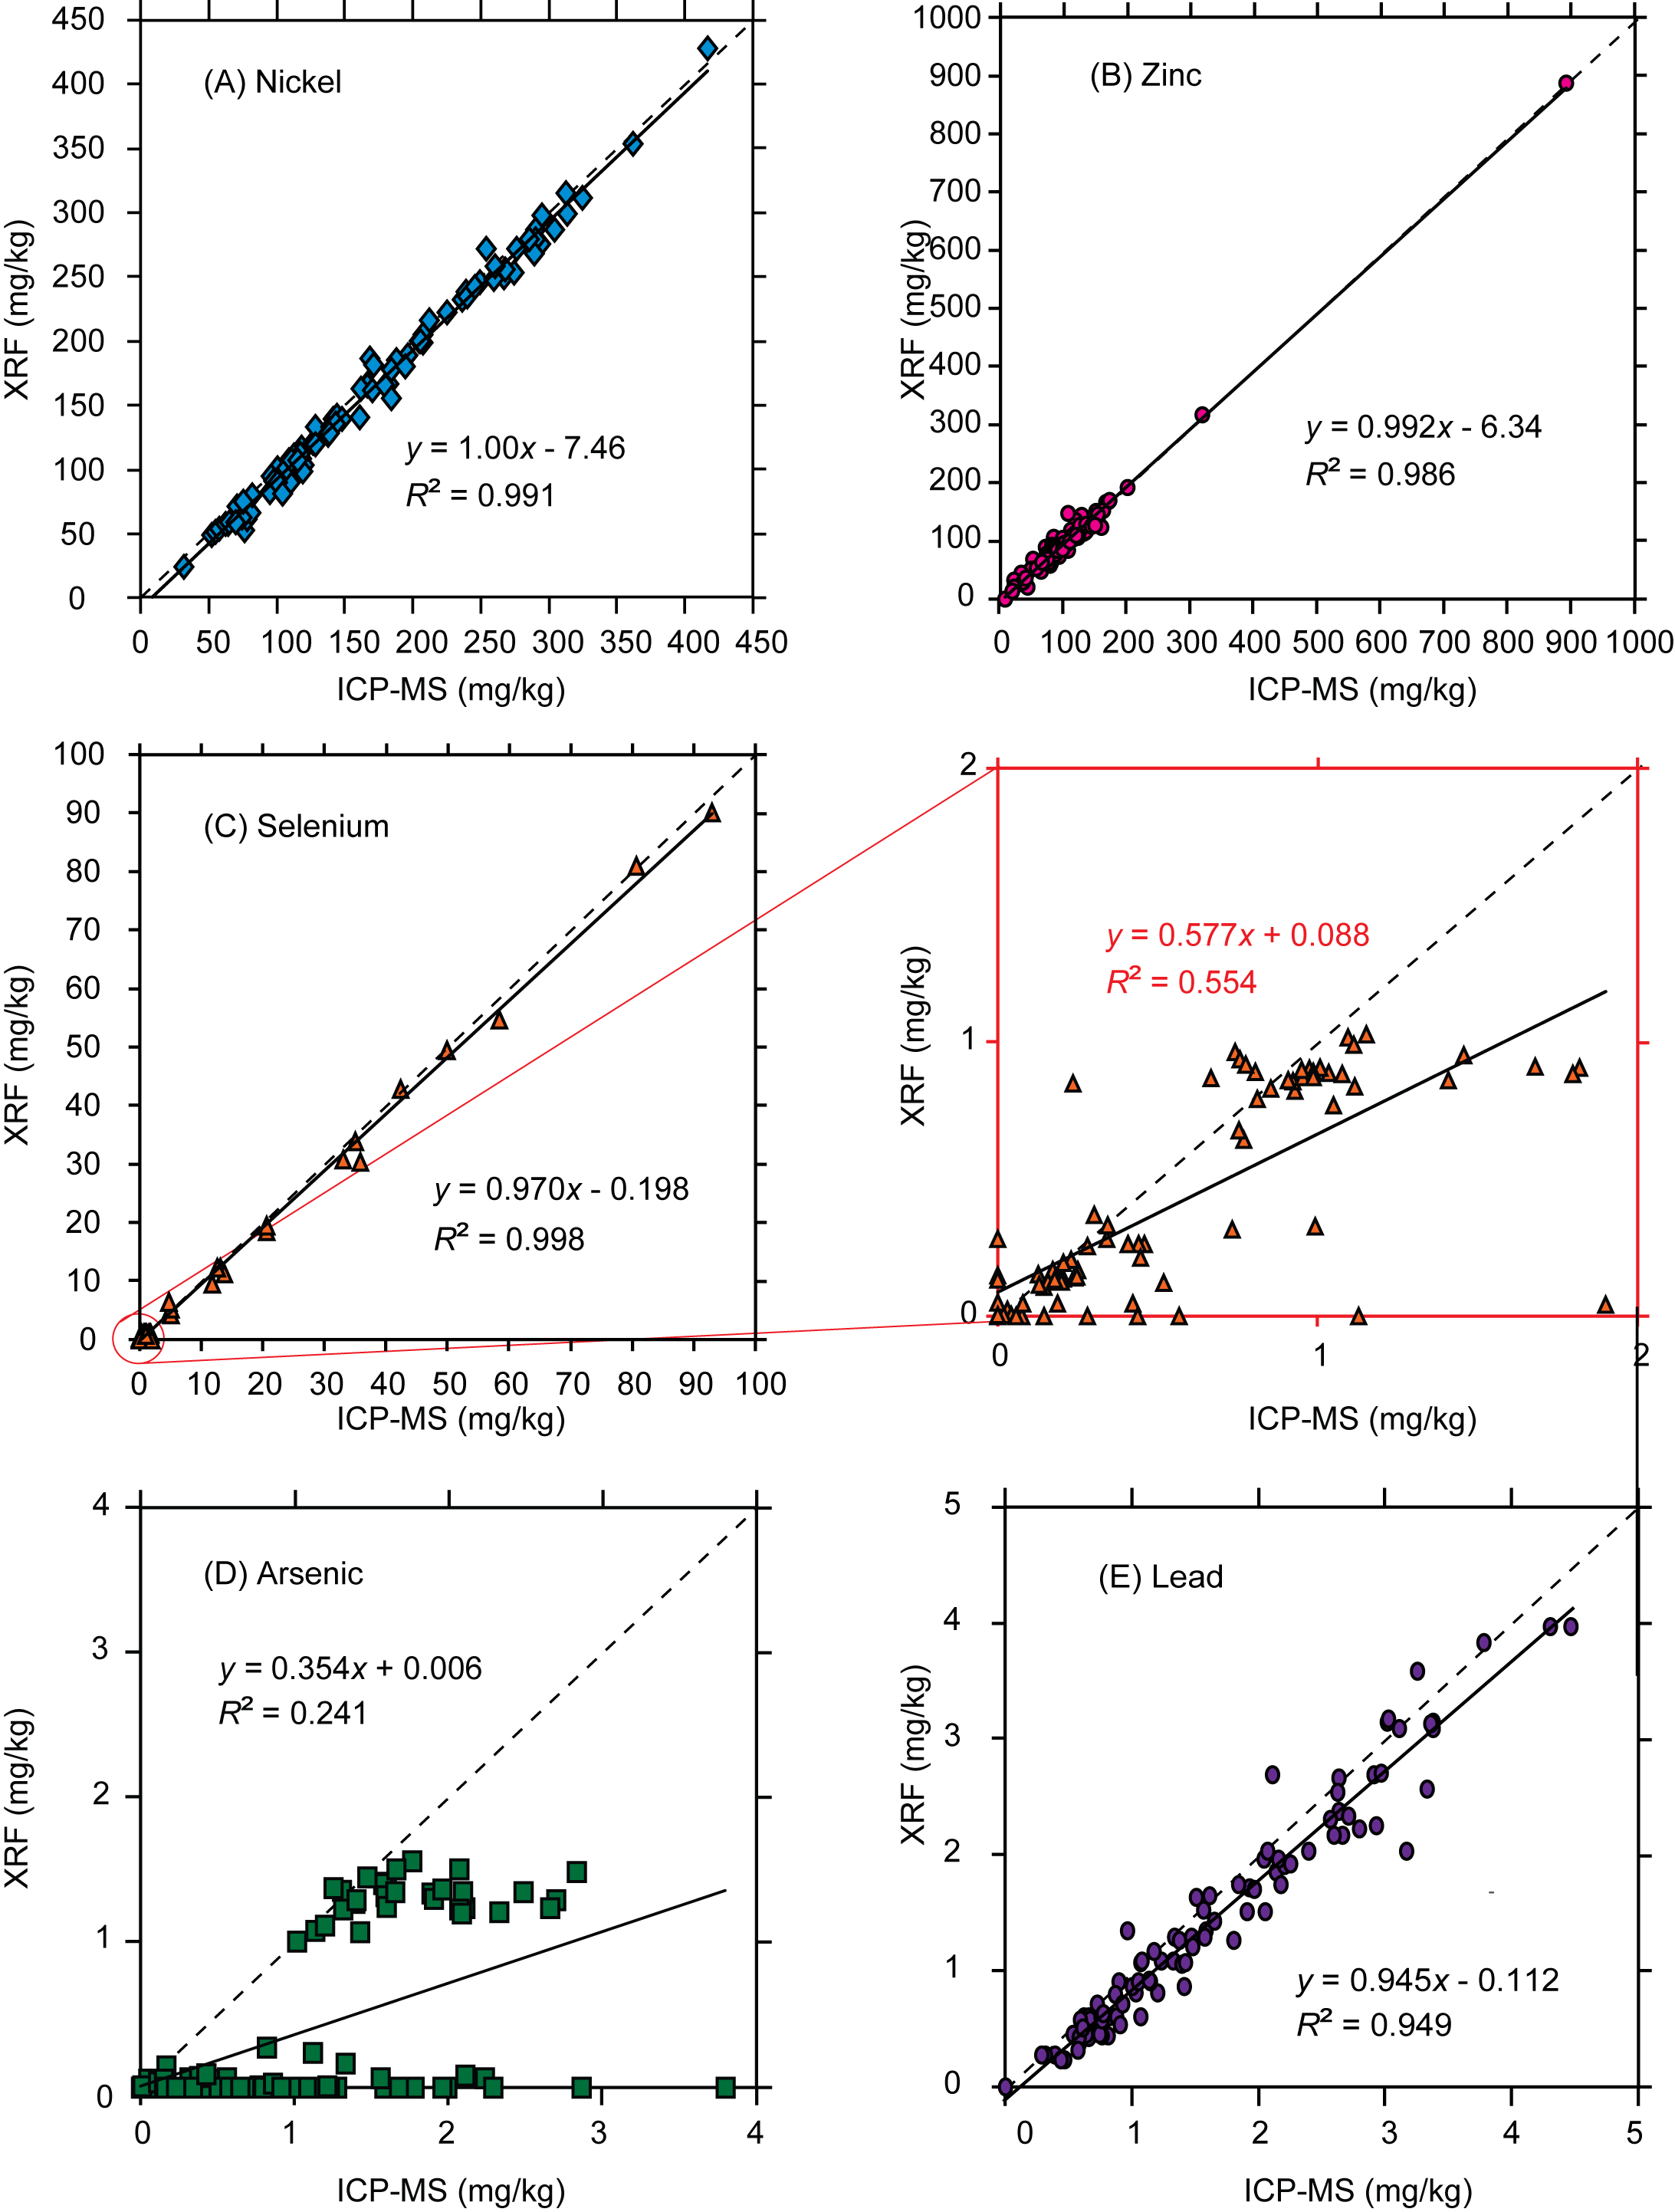 (A) Nickel
450
400
350
300
250
200
150
100
50
0
XRF (mg/kg)
y = 1.00x - 7.46
R² = 0.991
0 50 100 150 200 250 300 350 400 450
ICP-MS (mg/kg)
(B) Zinc
1000
900
800
700
600
500
400
300
200
100
0
XRF (mg/kg)
y = 0.992x - 6.34
R² = 0.986
0 100 200 300 400 500 600 700 800 900 1000
ICP-MS (mg/kg)
(C) Selenium
100
90
80
70
60
50
40
30
20
10
0
XRF (mg/kg)
y = 0.970x - 0.198
R² = 0.998
0 10 20 30 40 50 60 70 80 90 100
ICP-MS (mg/kg)
2
1
0
XRF (mg/kg)
y = 0.577x + 0.088
R² = 0.554
0 1 2
ICP-MS (mg/kg)
(D) Arsenic
4
3
2
1
0
XRF (mg/kg)
y = 0.354x + 0.006
R² = 0.241
0 1 2 3 4
ICP-MS (mg/kg)
(E) Lead
5
4
3
2
1
0
XRF (mg/kg)
y = 0.945x - 0.112
R² = 0.949
0 1 2 3 4 5
ICP-MS (mg/kg)